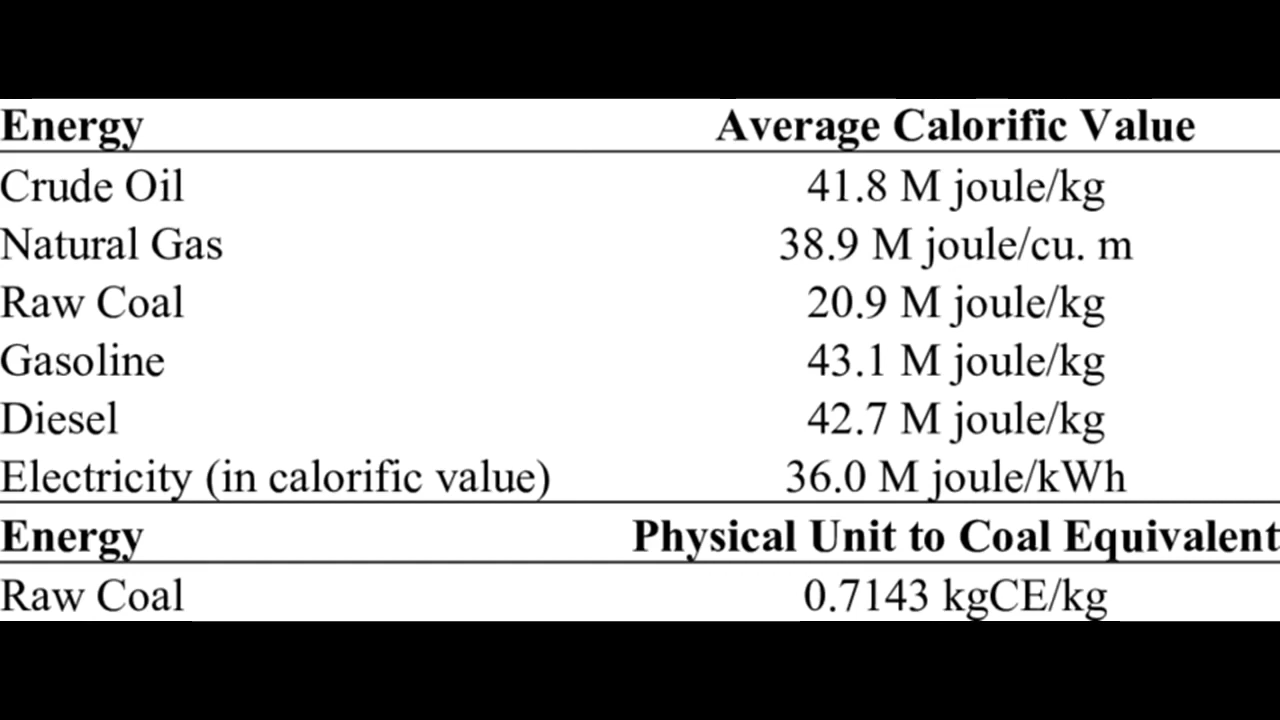 Energy Average Calorific Value
Crude Oil 41.8 M joule/kg
Natural Gas 38.9 M joule/cu. m
Raw Coal 20.9 M joule/kg
Gasoline 43.1 M joule/kg
Diesel 42.7 M joule/kg
Electricity (in calorific value) 36.0 M joule/kWh
Energy Physical Unit to Coal Equivalent
Raw Coal 0.7143 kgCE/kg